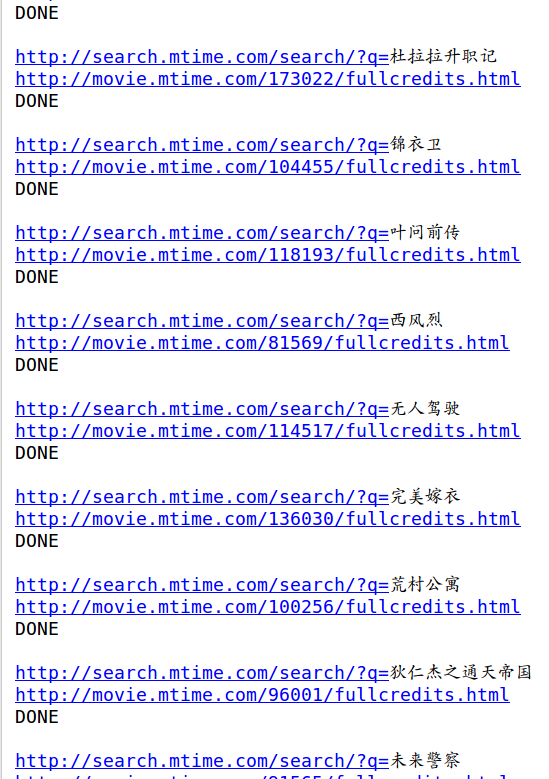 DONE
http://search.mtime.com/search/?q=杜拉拉升职记
http://movie.mtime.com/173022/fullcredits.html
DONE
http://search.mtime.com/search/?q=锦衣卫
http://movie.mtime.com/104455/fullcredits.html
DONE
http://search.mtime.com/search/?q=叶问前传
http://movie.mtime.com/118193/fullcredits.html
DONE
http://search.mtime.com/search/?q=西风烈
http://movie.mtime.com/81569/fullcredits.html
DONE
http://search.mtime.com/search/?q=无人驾驶
http://movie.mtime.com/114517/fullcredits.html
DONE
http://search.mtime.com/search/?q=完美嫁衣
http://movie.mtime.com/136030/fullcredits.html
DONE
http://search.mtime.com/search/?q=荒村公寓
http://movie.mtime.com/100256/fullcredits.html
DONE
http://search.mtime.com/search/?q=狄仁杰之通天帝国
http://movie.mtime.com/96001/fullcredits.html
DONE
http://search.mtime.com/search/?q=未来警察